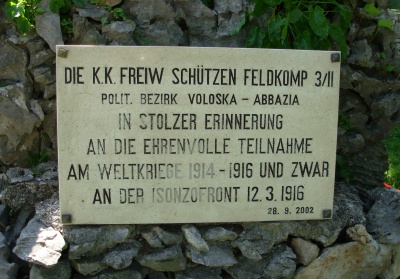 DIE K.K. FREIW SCHÜTZEN FELDKOMP 3/II
POLIT. BEZIRK VOLOSKA - ABBAZIA
IN STOLZER ERINNERUNG
AN DIE EHRENVOLLE TEILNAHME
AM WELTKRIEGE 1914 - 1916 UND ZWAR
AN DER ISONZOFRONT 12. 3. 1916
28. 9. 2002